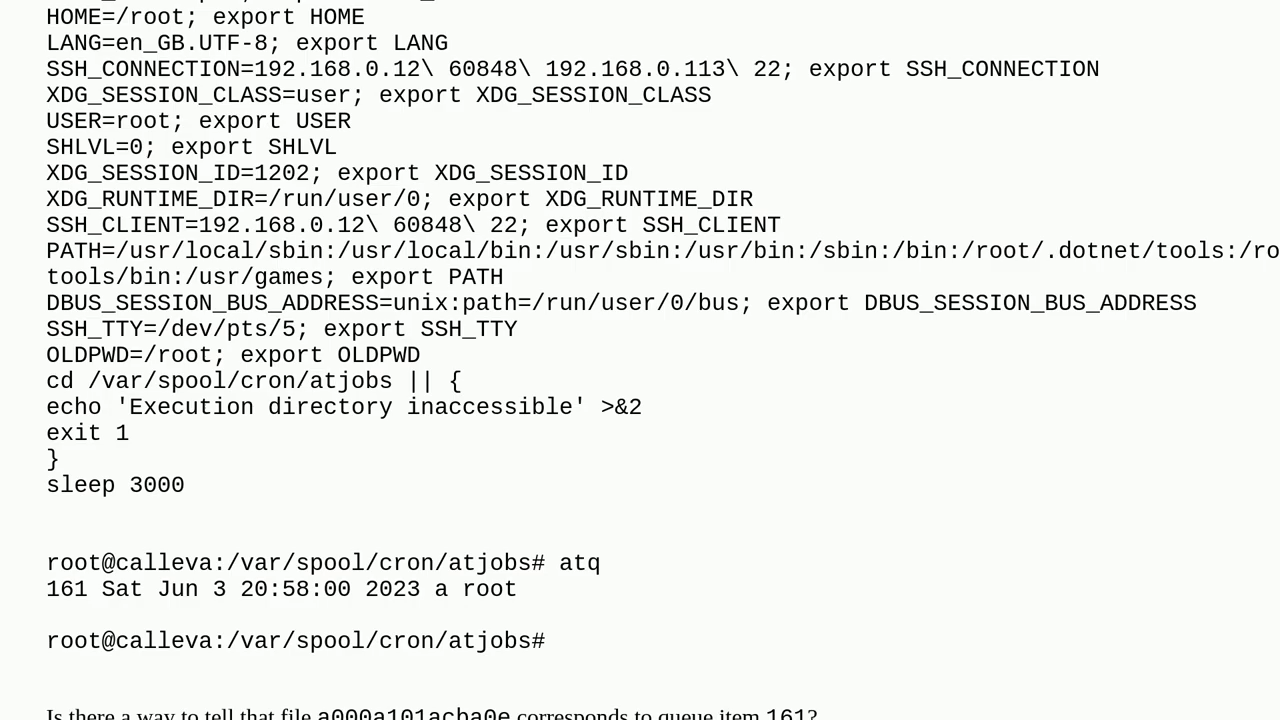 HOME=/root; export HOME
LANG=en_GB.UTF-8; export LANG
SSH_CONNECTION=192.168.0.12\ 60848\ 192.168.0.113\ 22; export SSH_CONNECTION
XDG_SESSION_CLASS=user; export XDG_SESSION_CLASS
USER=root; export USER
SHLVL=0; export SHLVL
XDG_SESSION_ID=1202; export XDG_SESSION_ID
XDG_RUNTIME_DIR=/run/user/0; export XDG_RUNTIME_DIR
SSH_CLIENT=192.168.0.12\ 60848\ 22; export SSH_CLIENT
PATH=/usr/local/sbin:/usr/local/bin:/usr/sbin:/usr/bin:/sbin:/bin:/root/.dotnet/tools:/ro
tools/bin:/usr/games; export PATH
DBUS_SESSION_BUS_ADDRESS=unix:path=/run/user/0/bus; export DBUS_SESSION_BUS_ADDRESS
SSH_TTY=/dev/pts/5; export SSH_TTY
OLDPWD=/root; export OLDPWD
cd /var/spool/cron/atjobs || {
echo 'Execution directory inaccessible' >&2
exit 1
}
sleep 3000
root@calleva:/var/spool/cron/atjobs# atq
161 Sat Jun 3 20:58:00 2023 a root
root@calleva:/var/spool/cron/atjobs#
Is there a way to tell that file a000a101acba0e corresponds to queue item 161?